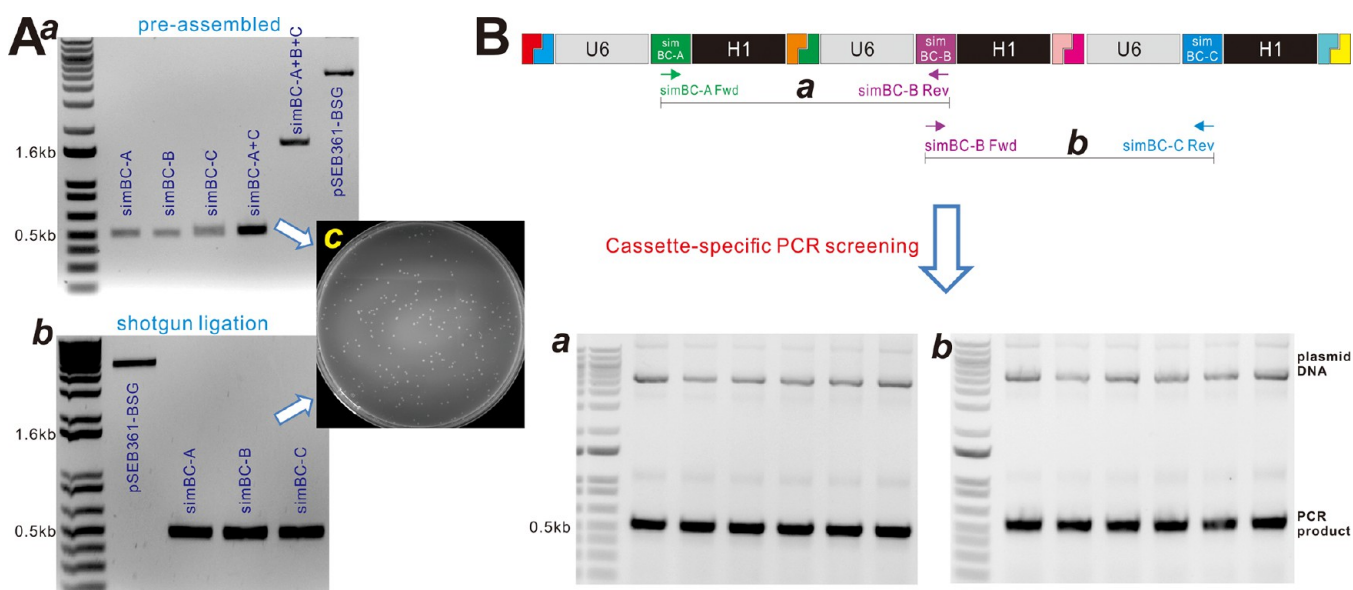 A
a
pre-assembled
1.6kb
0.5kb
simBC-A
simBC-B
simBC-C
simBC-A+C
simBC-A+B+C
pSEB361-BSG
c
b
shotgun ligation
1.6kb
0.5kb
pSEB361-BSG
simBC-A
simBC-B
simBC-C
B
U6
sim
BC-A
H1
U6
sim
BC-B
H1
U6
sim
BC-C
H1
simBC-A Fwd
a
simBC-B Rev
simBC-B Fwd
b
simBC-C Rev
Cassette-specific PCR screening
a
0.5kb
b
plasmid
DNA
PCR
product